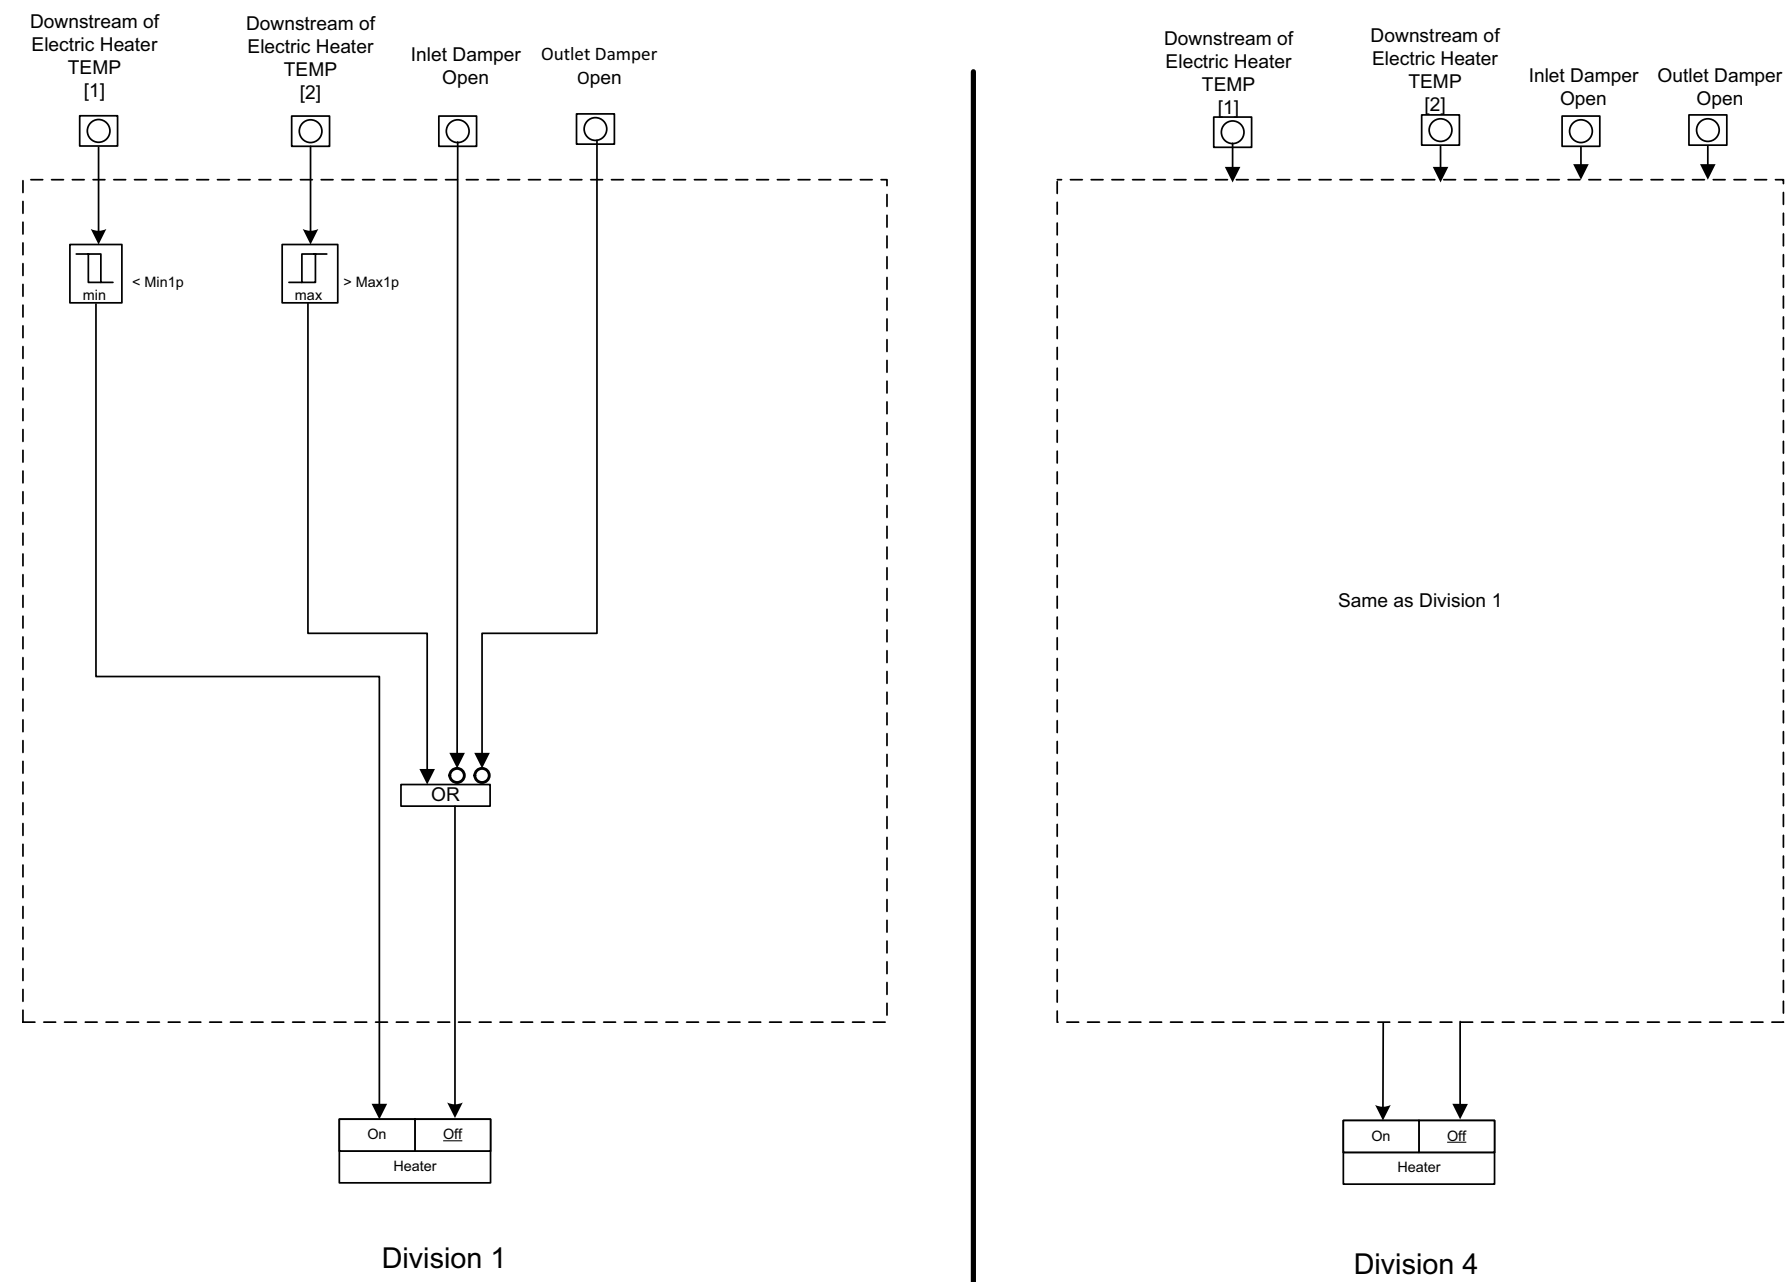 Downstream of
Electric Heater
TEMP
[1]
Downstream of
Electric Heater
TEMP
[2]
Inlet Damper
Open
Outlet Damper
Open
min
< Min1p
max
> Max1p
OR
On
Off
Heater
Division 1
Downstream of
Electric Heater
TEMP
[1]
Downstream of
Electric Heater
TEMP
[2]
Inlet Damper
Open
Outlet Damper
Open
Same as Division 1
On
Off
Heater
Division 4